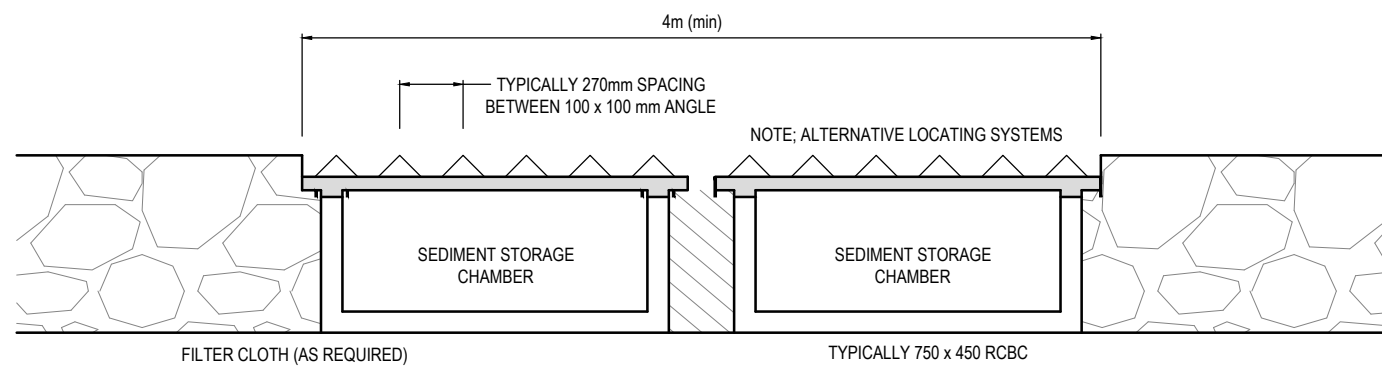 4m (min)
TYPICALLY 270mm SPACING
BETWEEN 100 x 100 mm ANGLE
NOTE; ALTERNATIVE LOCATING SYSTEMS
SEDIMENT STORAGE
CHAMBER
SEDIMENT STORAGE
CHAMBER
FILTER CLOTH (AS REQUIRED)
TYPICALLY 750 x 450 RCBC